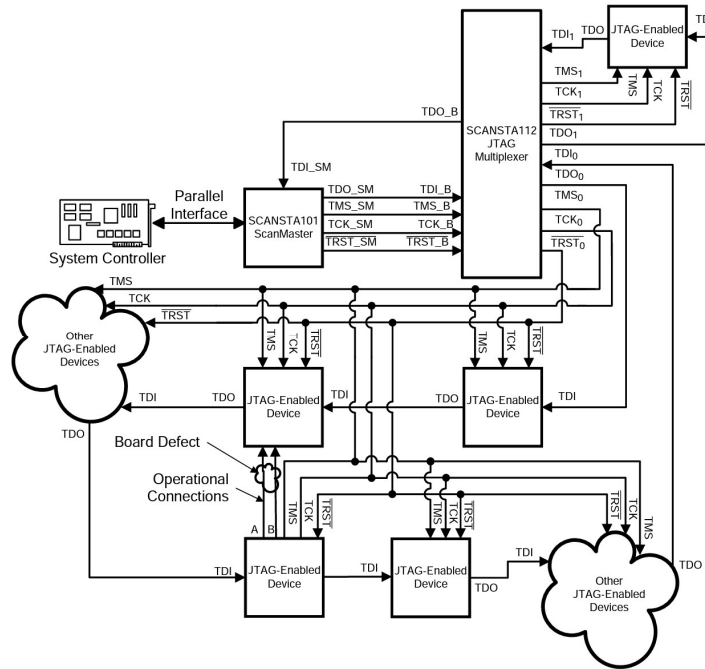 TDI₁
TDO
JTAG-Enabled
Device
TD
TMS₁
TCK₁
TRST₁
TDO₁
TMS
TCK
TRST
TDO_B
SCANSTA112
JTAG
Multiplexer
TDI_SM
TDI₀
TDO₀
TMS₀
TCK₀
TRST₀
Parallel
Interface
System Controller
SCANSTA101
ScanMaster
TDO_SM
TDI_B
TMS_SM
TMS_B
TCK_SM
TCK_B
TRST_SM
TRST_B
TMS
TCK
TRST
Other
JTAG-Enabled
Devices
TMS
TCK
TRST
TMS
TCK
TRST
TDI
TDO
JTAG-Enabled
Device
TDI
TDO
JTAG-Enabled
Device
TDI
TDO
Board Defect
Operational
Connections
A
B
TMS
TCK
TRST
TMS
TCK
TRST
TRST
TCK
TMS
TDI
JTAG-Enabled
Device
TDI
JTAG-Enabled
Device
TDI
TDO
Other
JTAG-Enabled
Devices
TDO